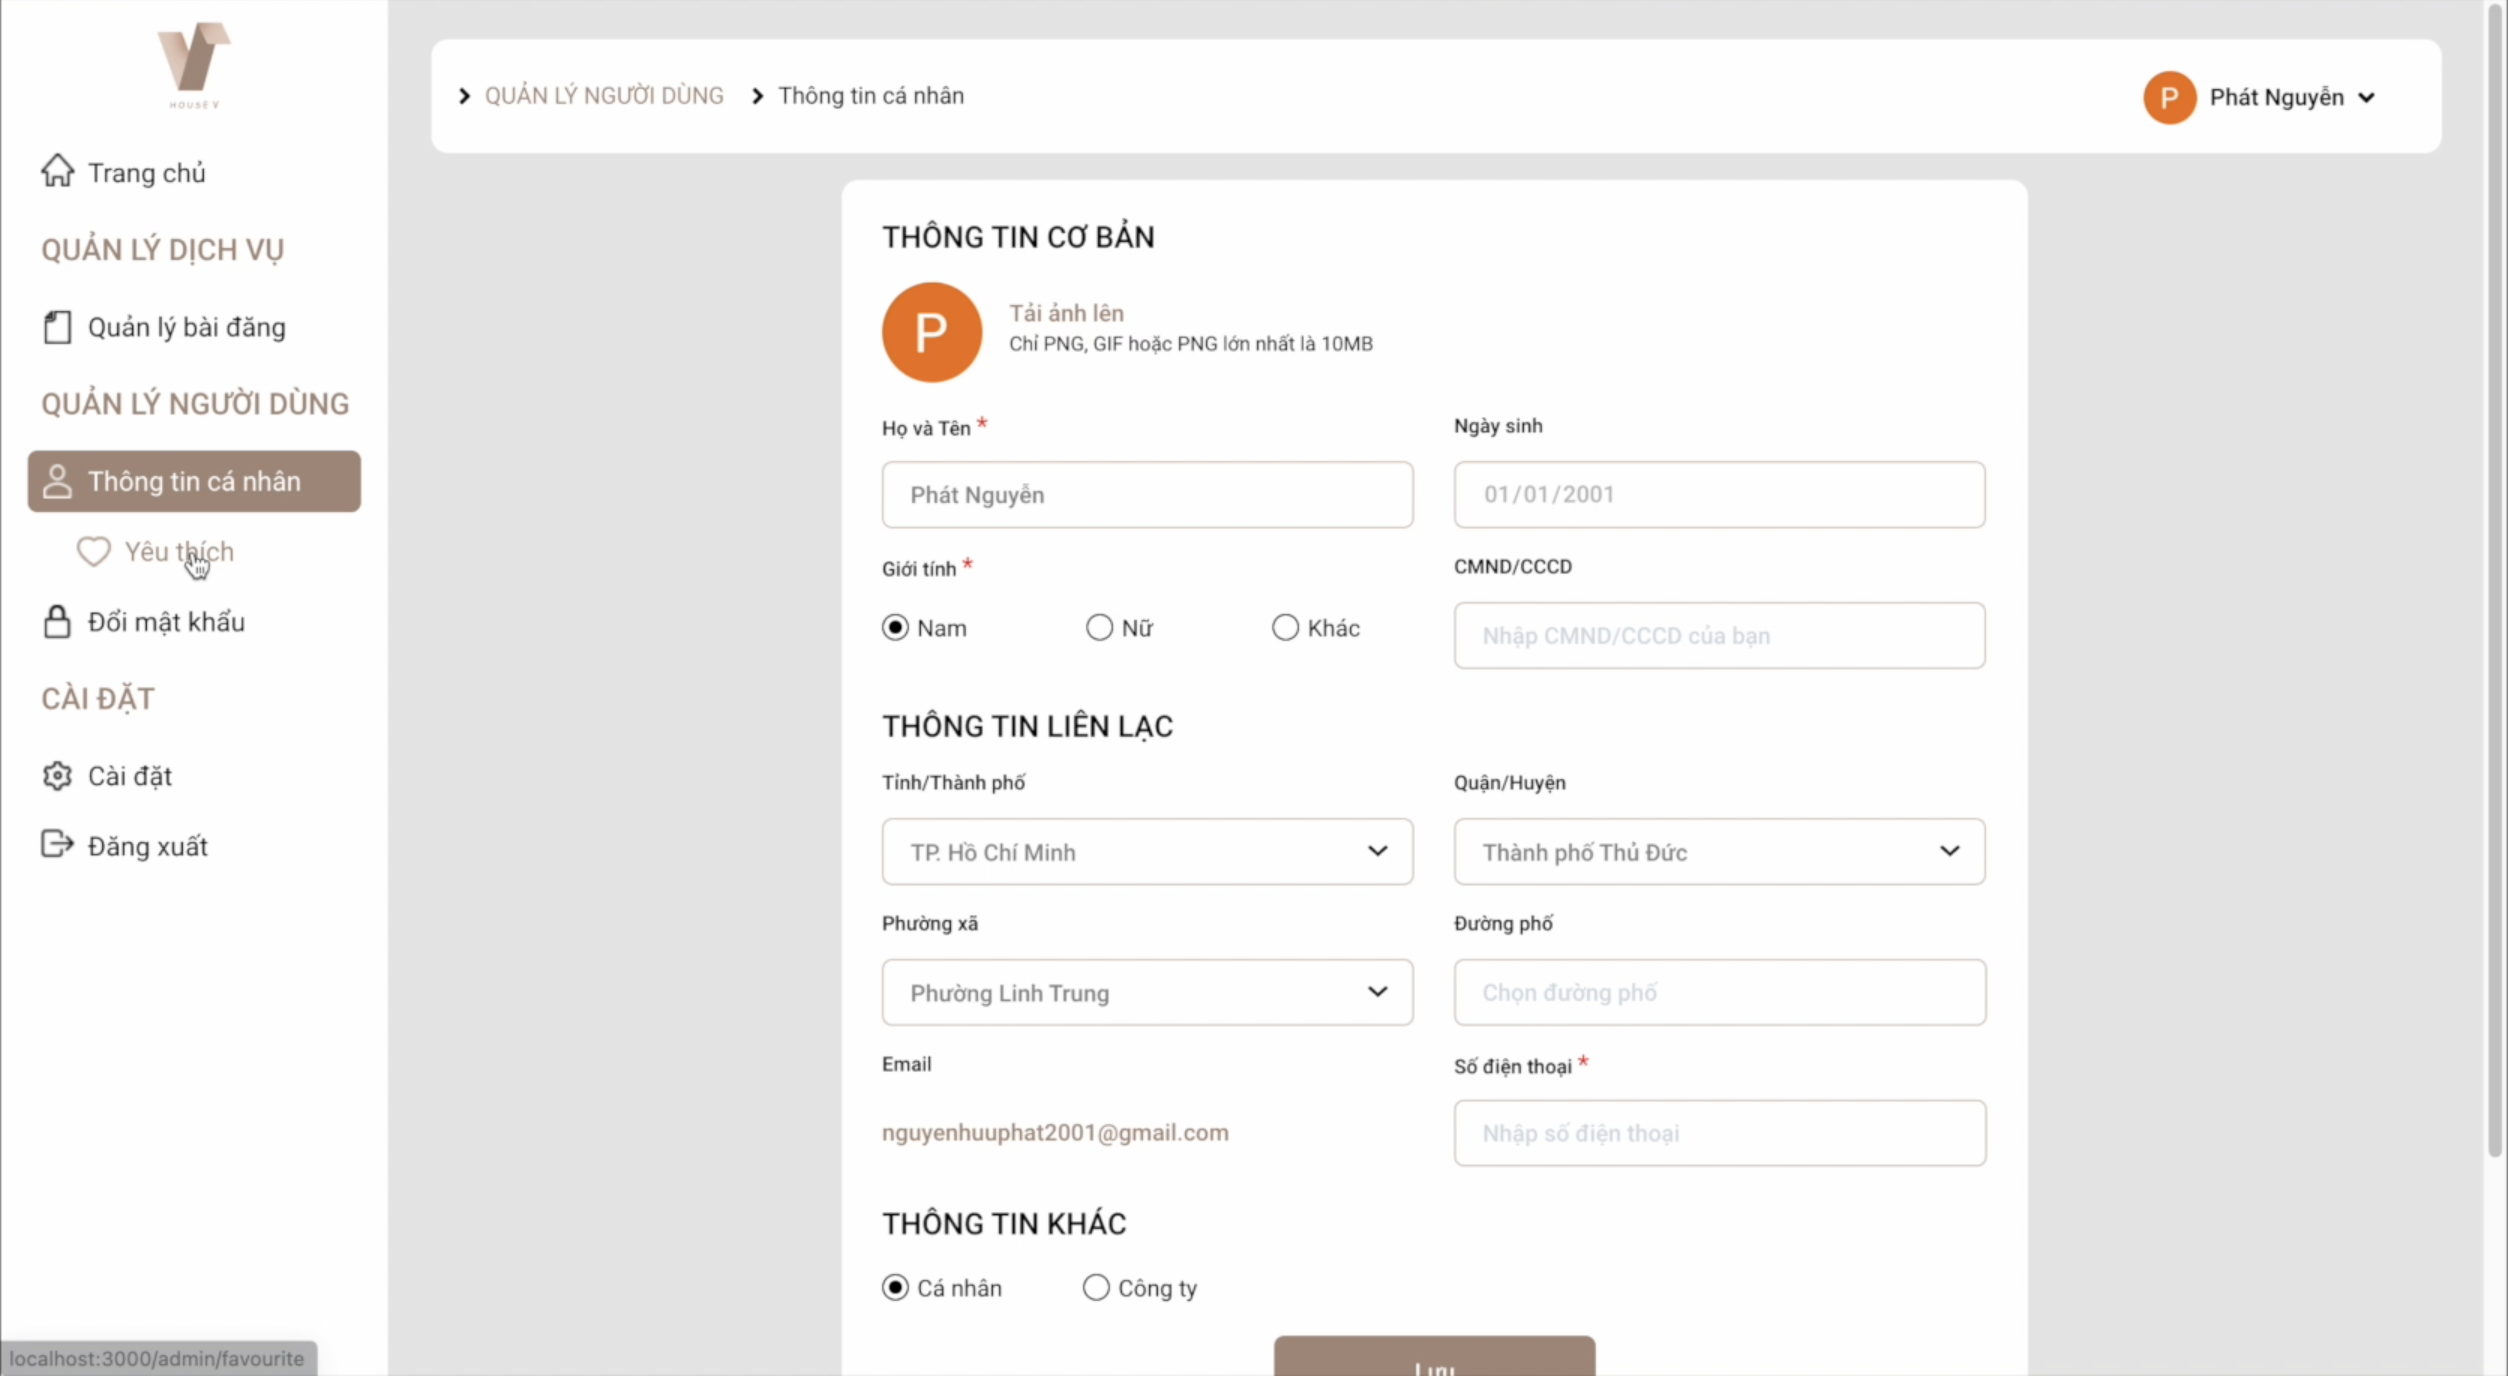 HOUSE V
Trang chủ
QUẢN LÝ DỊCH VỤ
Quản lý bài đăng
QUẢN LÝ NGƯỜI DÙNG
Thông tin cá nhân
Yêu thích
Đổi mật khẩu
CÀI ĐẶT
Cài đặt
Đăng xuất
localhost:3000/admin/favourite
QUẢN LÝ NGƯỜI DÙNG Thông tin cá nhân
P Phát Nguyễn
THÔNG TIN CƠ BẢN
P
Tải ảnh lên
Chỉ PNG, GIF hoặc PNG lớn nhất là 10MB
Họ và Tên * Ngày sinh
Phát Nguyễn 01/01/2001
Giới tính * CMND/CCCD
Nam Nữ Khác Nhập CMND/CCCD của bạn
THÔNG TIN LIÊN LẠC
Tỉnh/Thành phố Quận/Huyện
TP. Hồ Chí Minh Thành phố Thủ Đức
Phường xã Đường phố
Phường Linh Trung Chọn đường phố
Email Số điện thoại *
nguyenhuuphat2001@gmail.com Nhập số điện thoại
THÔNG TIN KHÁC
Cá nhân Công ty
Lưu